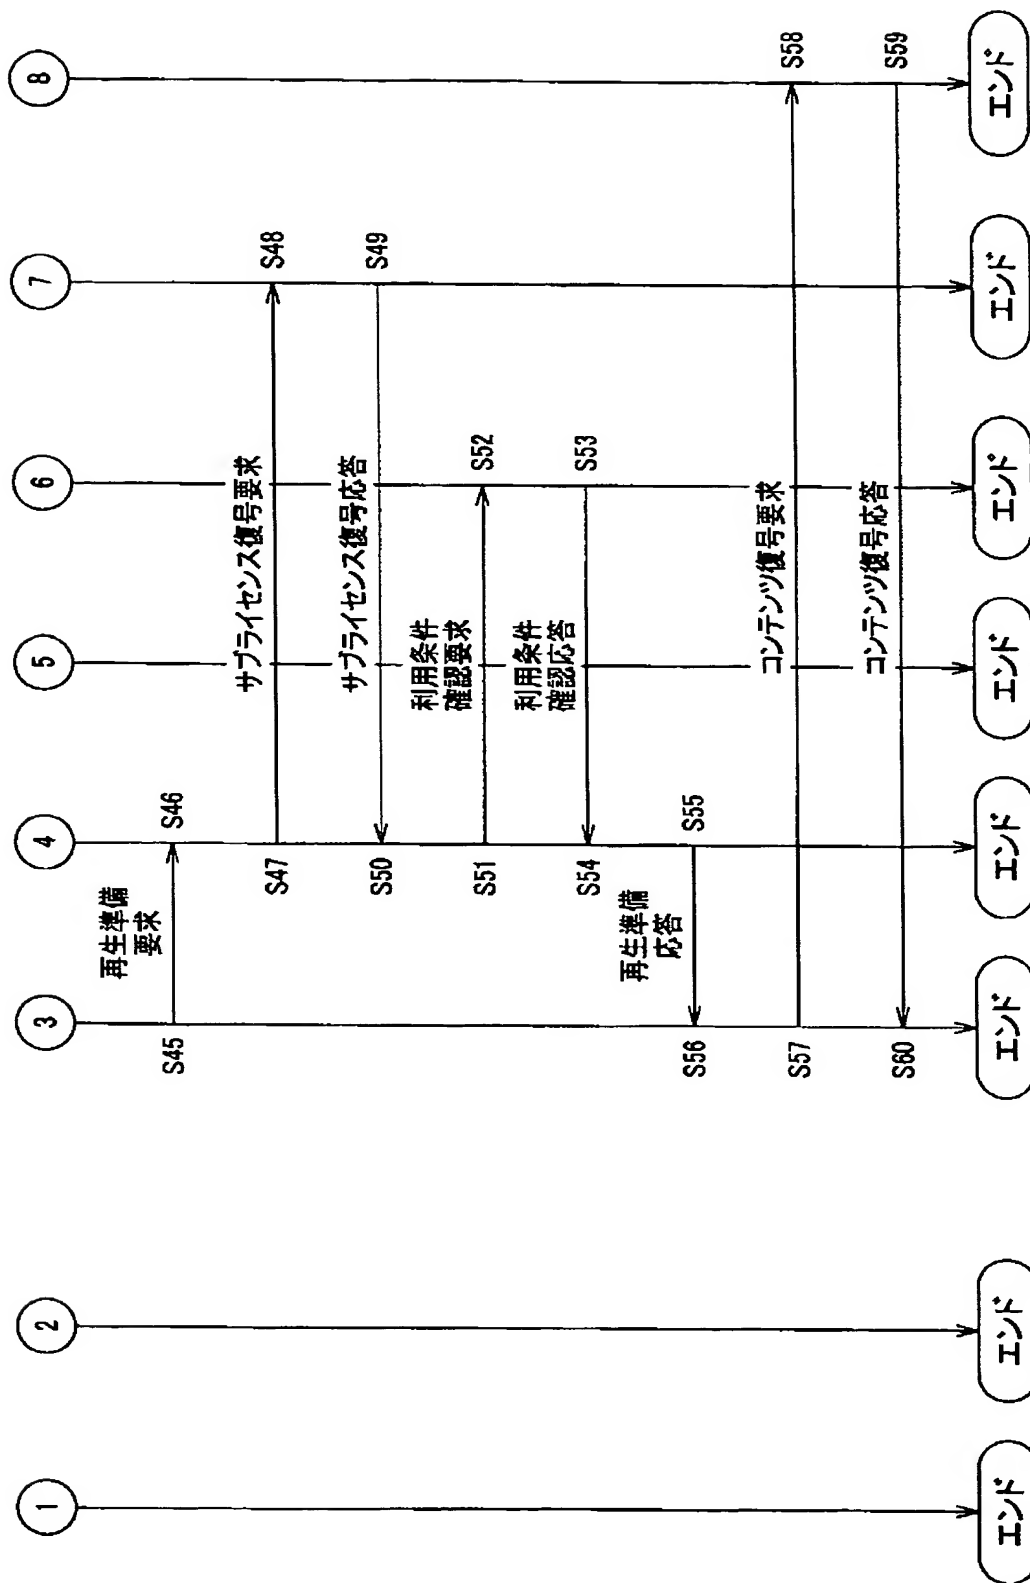 1
2
3
4
5
6
7
8
再生準備
要求
S45
S46
サブライセンス復号要求
S47
S48
サブライセンス復号応答
S49
S50
利用条件
確認要求
S51
S52
利用条件
確認応答
S53
S54
再生準備
応答
S55
S56
コンテンツ復号要求
S57
S58
コンテンツ復号応答
S59
S60
エンド
エンド
エンド
エンド
エンド
エンド
エンド
エンド